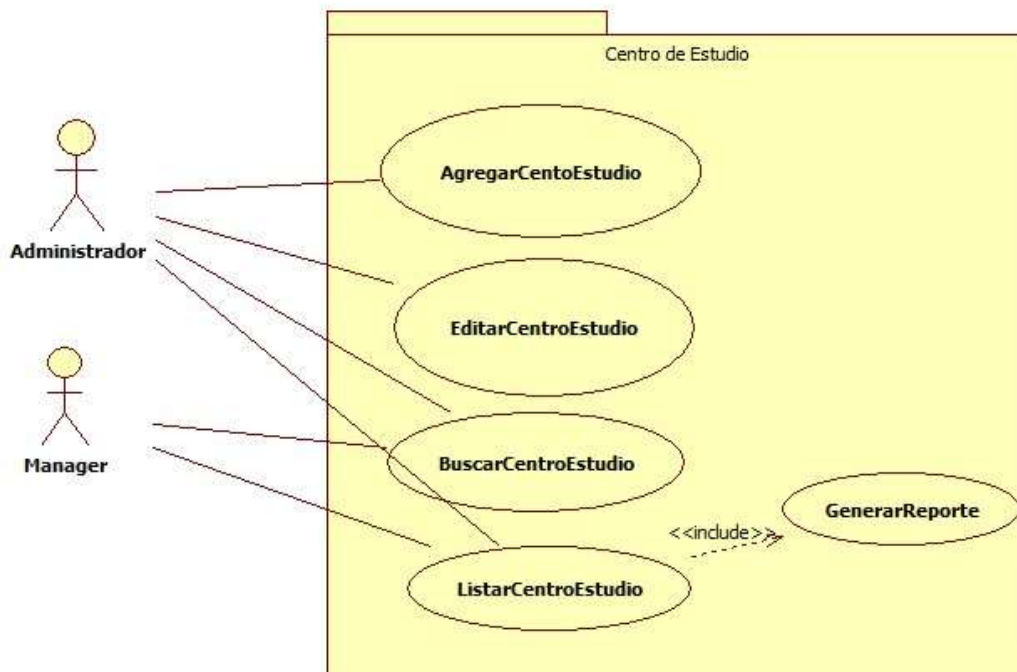 Centro de Estudio
AgregarCentoEstudio
Administrador
EditarCentroEstudio
Manager
BuscarCentroEstudio
GenerarReporte
<<include>>
ListarCentroEstudio